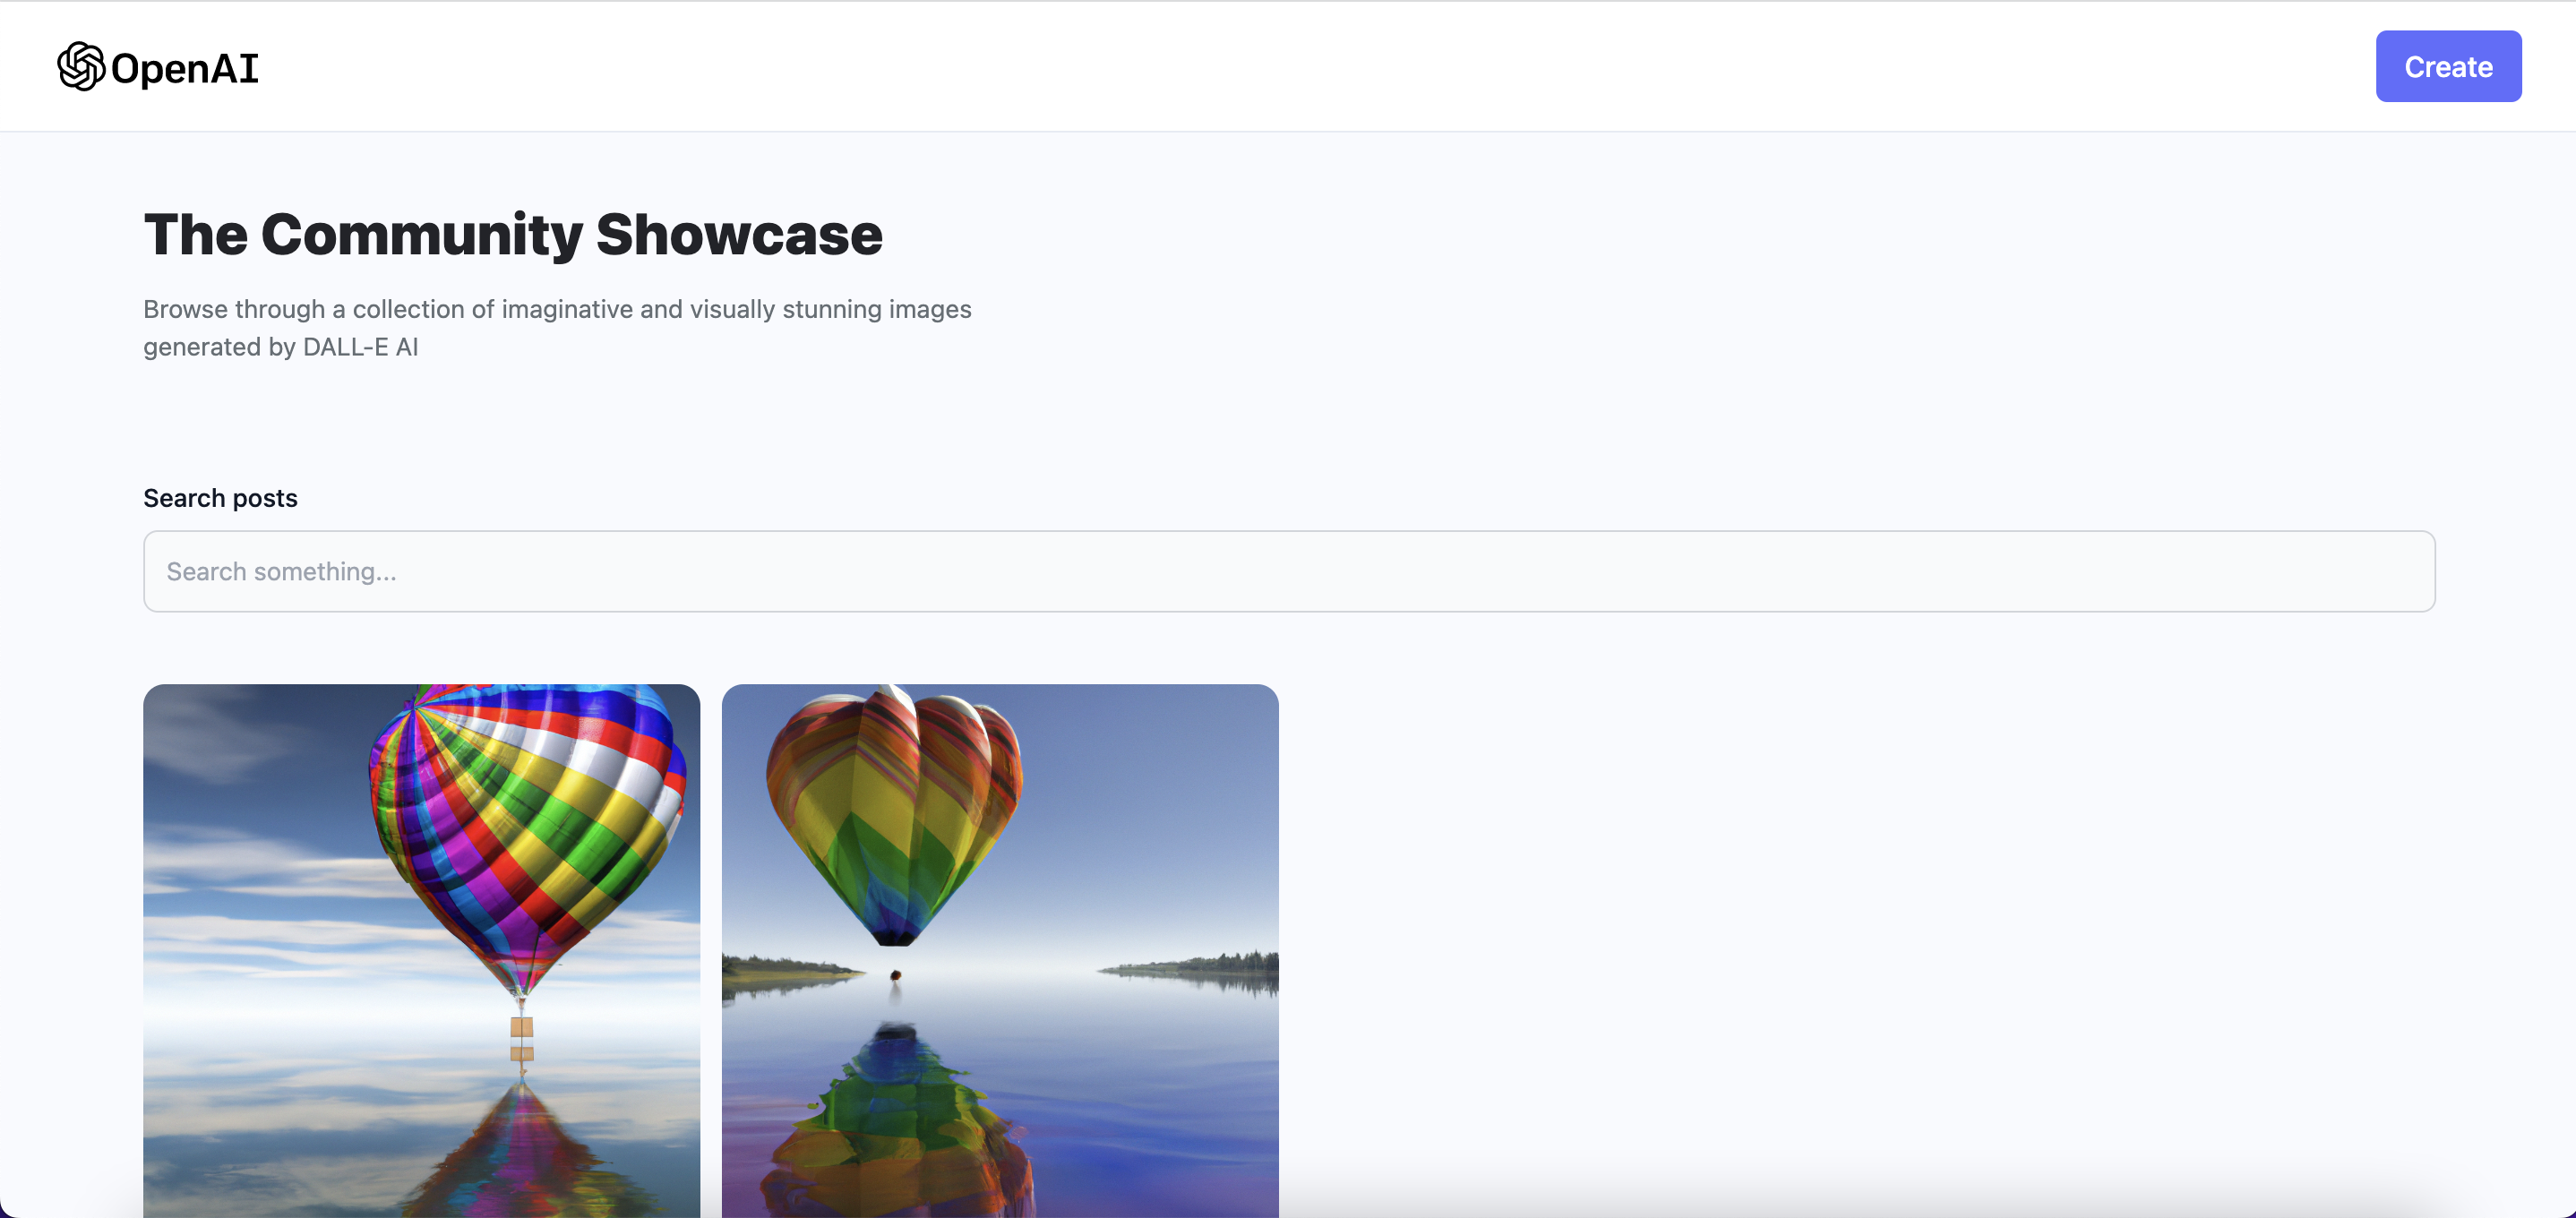 OpenAI
Create
The Community Showcase
Browse through a collection of imaginative and visually stunning images
generated by DALL-E AI
Search posts
Search something...